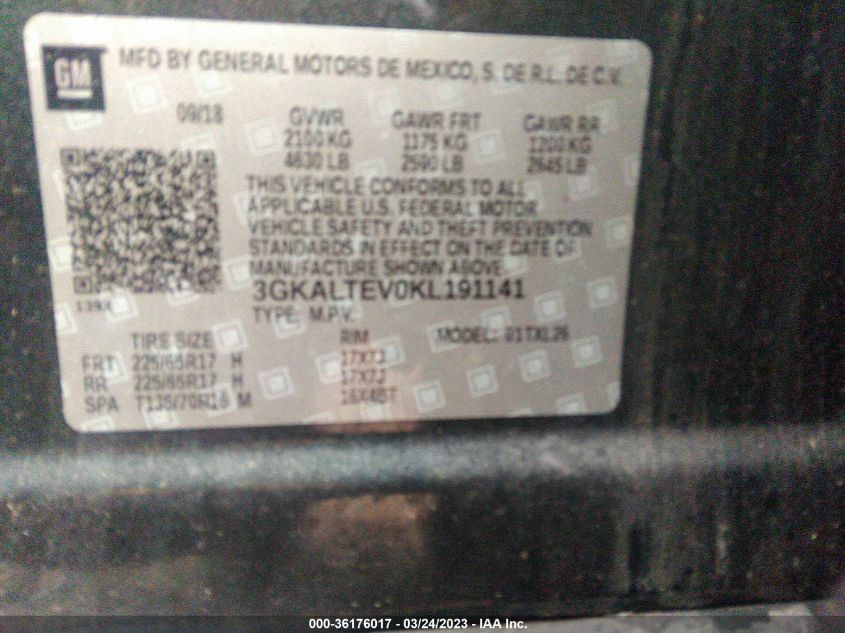 GM
MFD BY GENERAL MOTORS DE MEXICO, S. DE R.L. DE C.V.
09/18 GVWR GAWR FRT GAWR RR
2100 KG 1175 KG 1200 KG
4630 LB 2590 LB 2645 LB
THIS VEHICLE CONFORMS TO ALL
APPLICABLE U.S. FEDERAL MOTOR
VEHICLE SAFETY AND THEFT PREVENTION
STANDARDS IN EFFECT ON THE DATE OF
MANUFACTURE SHOWN ABOVE.
3GKALTEV0KL191141
TYPE: M.P.V.
TIRE SIZE RIM MODEL:
FRT 225/65R17 H 17X7J
RR 225/65R17 H 17X7J
SPA T135/70R16 M 16X4BT
000-36176017 - 03/24/2023 - IAA Inc.